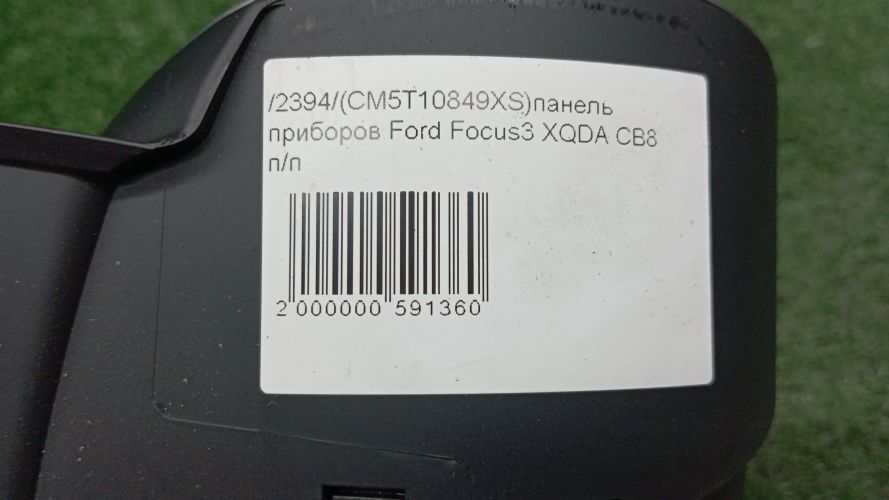 /2394/(CM5T10849XS)панель
приборов Ford Focus3 XQDA CB8
п/п
2 000000 591360